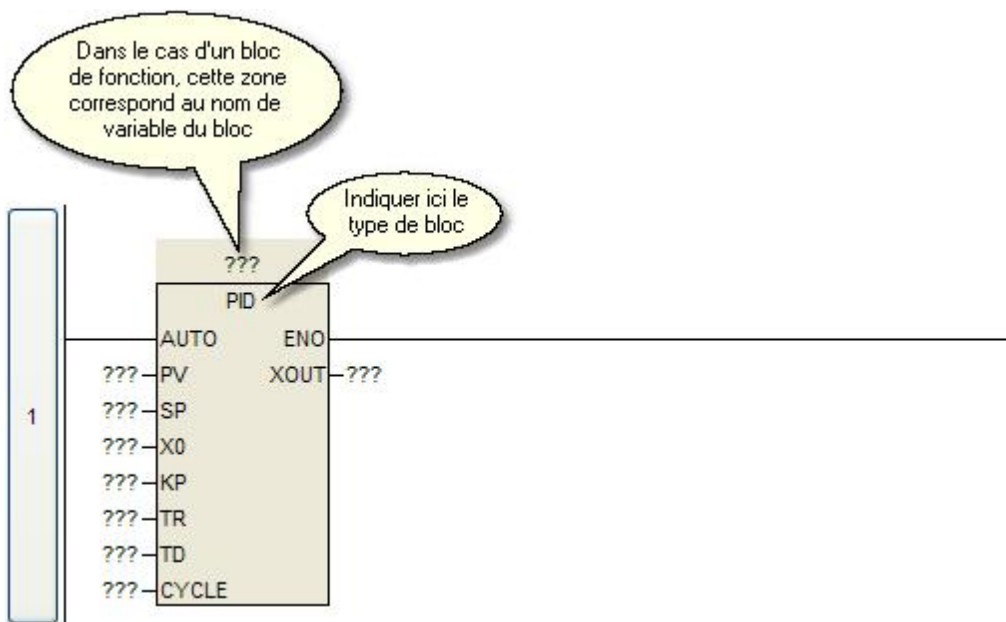 Dans le cas d'un bloc
de fonction, cette zone
correspond au nom de
variable du bloc
Indiquer ici le
type de bloc
???
PID
AUTO ENO
??? PV XOUT ???
??? SP
1
??? X0
??? KP
??? TR
??? TD
??? CYCLE